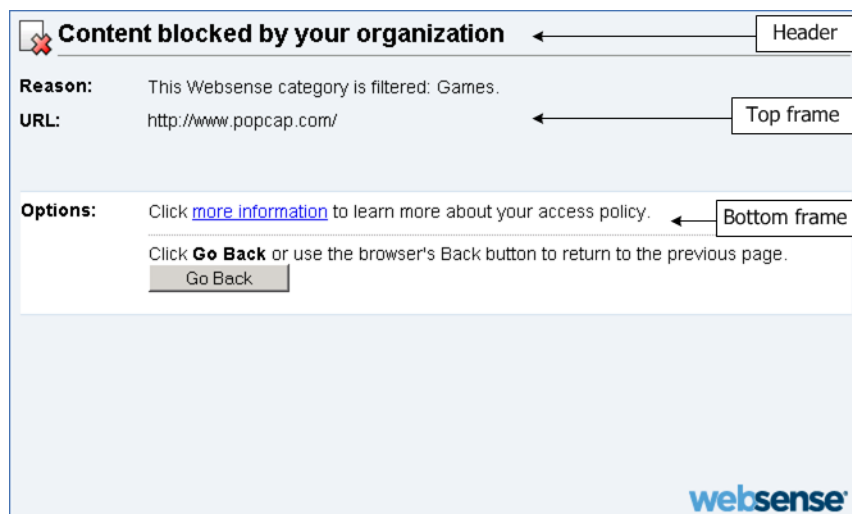 Content blocked by your organization
Header
Reason: This Websense category is filtered: Games.
URL: http://www.popcap.com/
Top frame
Options: Click more information to learn more about your access policy.
Bottom frame
Click Go Back or use the browser's Back button to return to the previous page.
Go Back
websense